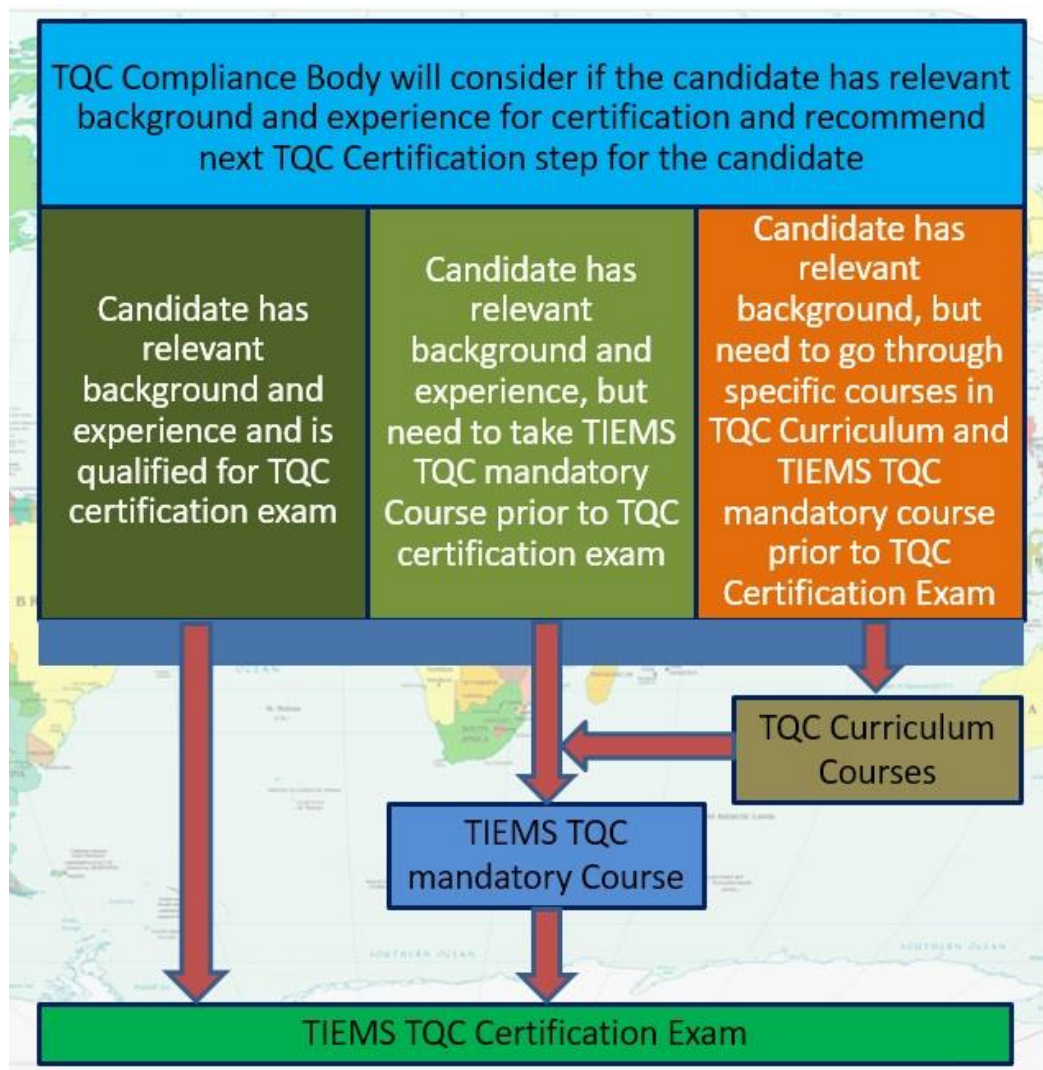 TQC Compliance Body will consider if the candidate has relevant
background and experience for certification and recommend
next TQC Certification step for the candidate
Candidate has
relevant
background and
experience and is
qualified for TQC
certification exam
Candidate has
relevant
background and
experience, but
need to take TIEMS
TQC mandatory
Course prior to TQC
certification exam
Candidate has
relevant
background, but
need to go through
specific courses in
TQC Curriculum and
TIEMS TQC
mandatory course
prior to TQC
Certification Exam
TQC Curriculum
Courses
TIEMS TQC
mandatory Course
SOUTHERN OCEAN
SOUTHERN OCEAN
TIEMS TQC Certification Exam